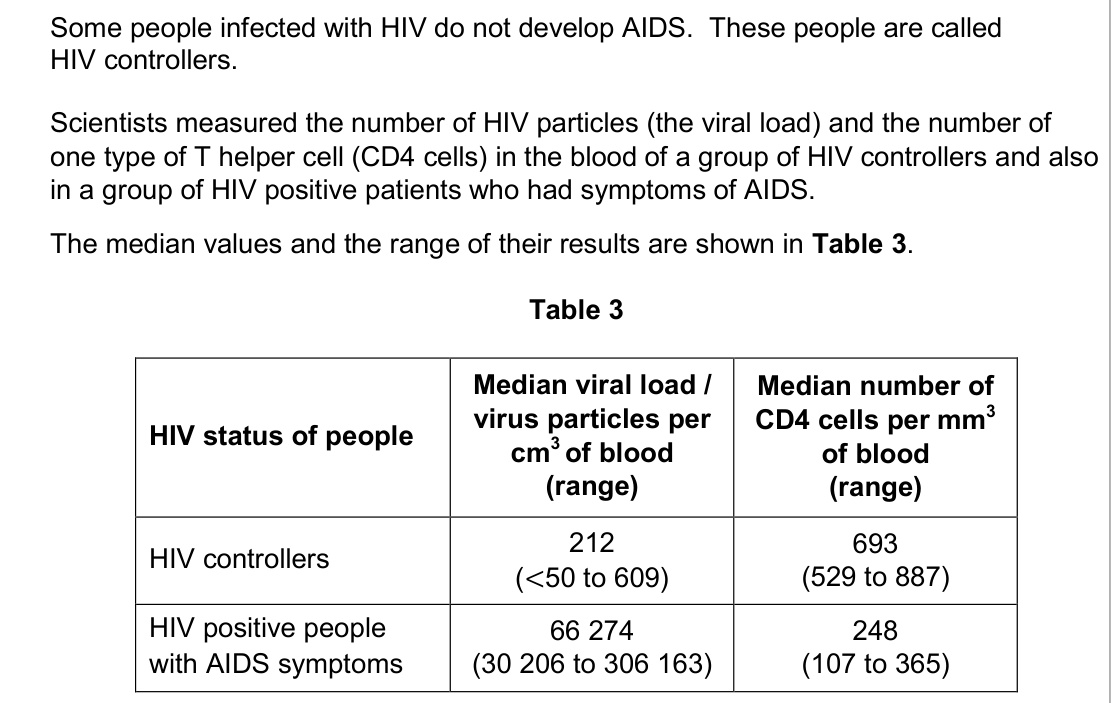 Some people infected with HIV do not develop AIDS.  These people are called
HIV controllers.
Scientists measured the number of HIV particles (the viral load) and the number of
one type of T helper cell (CD4 cells) in the blood of a group of HIV controllers and also
in a group of HIV positive patients who had symptoms of AIDS.
The median values and the range of their results are shown in Table 3.
Table 3
HIV status of people
Median viral load /
virus particles per
cm³ of blood
(range)
Median number of
CD4 cells per mm³
of blood
(range)
HIV controllers
212
(<50 to 609)
693
(529 to 887)
HIV positive people
with AIDS symptoms
66 274
(30 206 to 306 163)
248
(107 to 365)